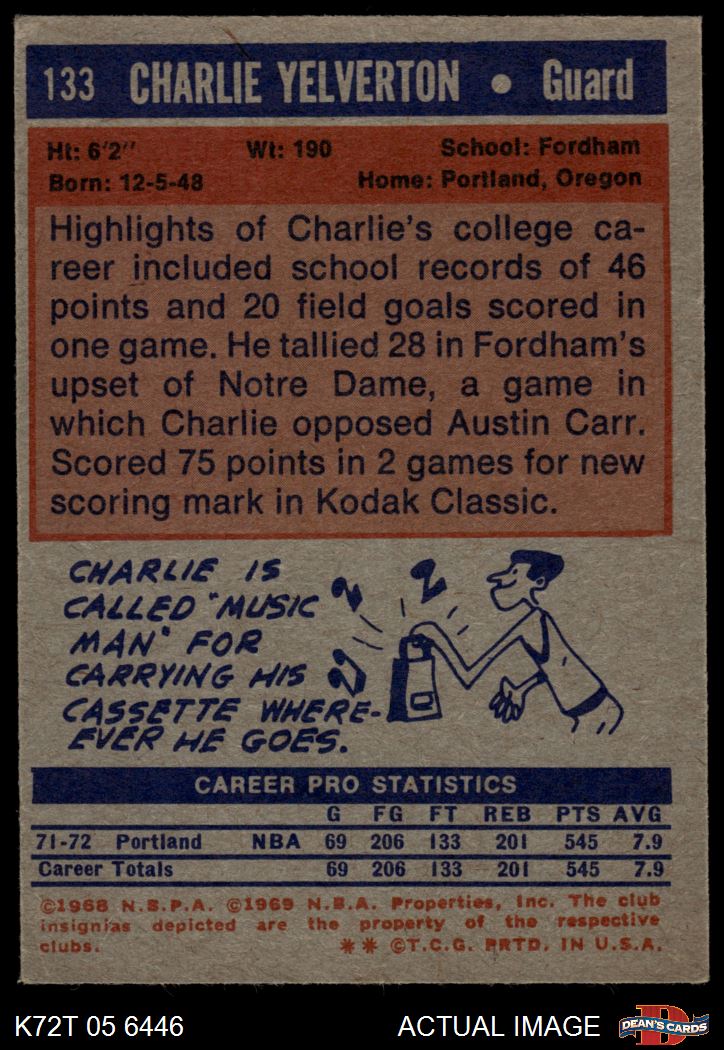 133 CHARLIE YELVERTON • Guard
Ht: 6'2" Wt: 190 School: Fordham
Born: 12-5-48 Home: Portland, Oregon
Highlights of Charlie's college ca-
reer included school records of 46
points and 20 field goals scored in
one game. He tallied 28 in Fordham's
upset of Notre Dame, a game in
which Charlie opposed Austin Carr.
Scored 75 points in 2 games for new
scoring mark in Kodak Classic.
CHARLIE IS
CALLED "MUSIC
MAN" FOR
CARRYING HIS
CASSETTE WHERE-
EVER HE GOES.
CAREER PRO STATISTICS
G FG FT REB PTS AVG
71-72 Portland NBA 69 206 133 201 545 7.9
Career Totals 69 206 133 201 545 7.9
©1968 N.B.P.A. ©1969 N.B.A. Properties, Inc. The club
insignias depicted are the property of the respective
clubs. ** ©T.C.G. PRTD. IN U.S.A.
K72T 05 6446 ACTUAL IMAGE D DEAN'S CARDS